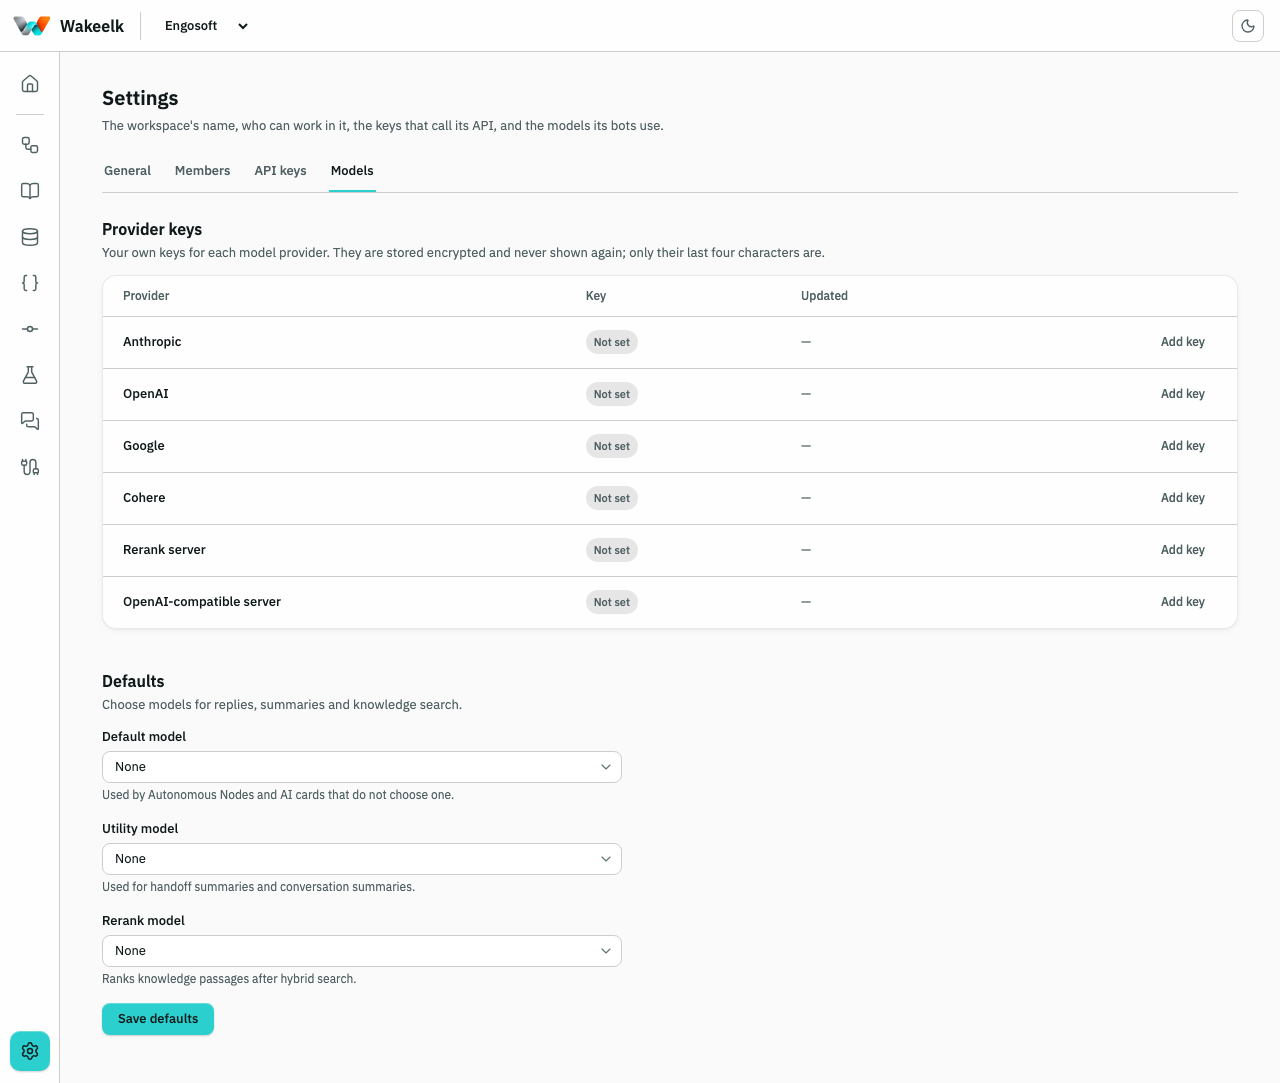 Wakeelk
Engosoft
Settings
The workspace's name, who can work in it, the keys that call its API, and the models its bots use.
General Members API keys Models
Provider keys
Your own keys for each model provider. They are stored encrypted and never shown again; only their last four characters are.
Provider Key Updated
Anthropic Not set — Add key
OpenAI Not set — Add key
Google Not set — Add key
Cohere Not set — Add key
Rerank server Not set — Add key
OpenAI-compatible server Not set — Add key
Defaults
Choose models for replies, summaries and knowledge search.
Default model
None
Used by Autonomous Nodes and AI cards that do not choose one.
Utility model
None
Used for handoff summaries and conversation summaries.
Rerank model
None
Ranks knowledge passages after hybrid search.
Save defaults